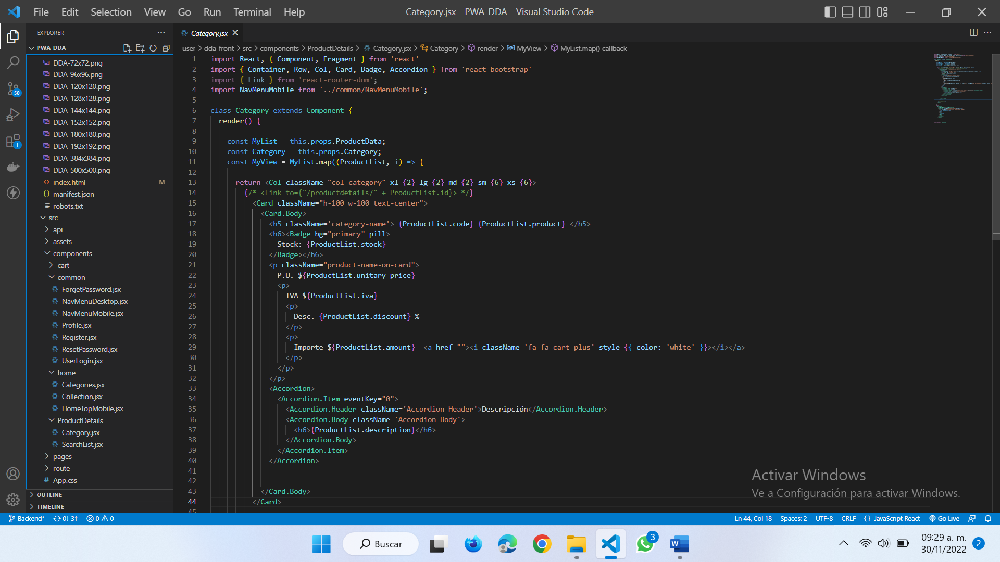 File Edit Selection View Go Run Terminal Help
Category.jsx - PWA-DDA - Visual Studio Code
EXPLORER
PWA-DDA
DDA-72x72.png
DDA-96x96.png
DDA-120x120.png
DDA-128x128.png
DDA-144x144.png
DDA-152x152.png
DDA-180x180.png
DDA-192x192.png
DDA-384x384.png
DDA-500x500.png
<> index.html M
{} manifest.json
robots.txt
src
api
assets
components
cart
common
ForgetPassword.jsx
NavMenuDesktop.jsx
NavMenuMobile.jsx
Profile.jsx
Register.jsx
ResetPassword.jsx
UserLogin.jsx
home
Categories.jsx
Collection.jsx
HomeTopMobile.jsx
ProductDetails
Category.jsx
SearchList.jsx
pages
route
# App.css
OUTLINE
TIMELINE
50
1
Category.jsx
user > dda-front > src > components > ProductDetails > Category.jsx > Category > render > MyView > MyList.map() callback
1 import React, { Component, Fragment } from 'react'
2 import { Container, Row, Col, Card, Badge, Accordion } from 'react-bootstrap'
3 import { Link } from 'react-router-dom';
4 import NavMenuMobile from '../common/NavMenuMobile';
5
6 class Category extends Component {
7 render() {
8
9 const MyList = this.props.ProductData;
10 const Category = this.props.Category;
11 const MyView = MyList.map((ProductList, i) => {
12
13 return <Col className="col-category" xl={2} lg={2} md={2} sm={6} xs={6}>
14 {/* <Link to={"/productdetails/" + ProductList.id}> */}
15 <Card className="h-100 w-100 text-center">
16 <Card.Body>
17 <h5 className='category-name'> {ProductList.code} {ProductList.product} </h5>
18 <h6><Badge bg="primary" pill>
19 Stock: {ProductList.stock}
20 </Badge></h6>
21 <p className="product-name-on-card">
22 P.U. ${ProductList.unitary_price}
23 <p>
24 IVA ${ProductList.iva}
25 <p>
26 Desc. {ProductList.discount} %
27 </p>
28 <p>
29 Importe ${ProductList.amount} <a href=""><i className='fa fa-cart-plus' style={{ color: 'white' }}></i></a>
30 </p>
31 </p>
32 </p>
33 <Accordion>
34 <Accordion.Item eventKey="0">
35 <Accordion.Header className='Accordion-Header'>Descripción</Accordion.Header>
36 <Accordion.Body className='Accordion-Body'>
37 <h6>{ProductList.description}</h6>
38 </Accordion.Body>
39 </Accordion.Item>
40 </Accordion>
41
42
43 </Card.Body>
44 </Card>
45
Activar Windows
Ve a Configuración para activar Windows.
Backend* 0↓ 3↑ 0 0
Ln 44, Col 18 Spaces: 2 UTF-8 CRLF {} JavaScript React Go Live
Buscar
3
W
09:29 a. m.
30/11/2022
2